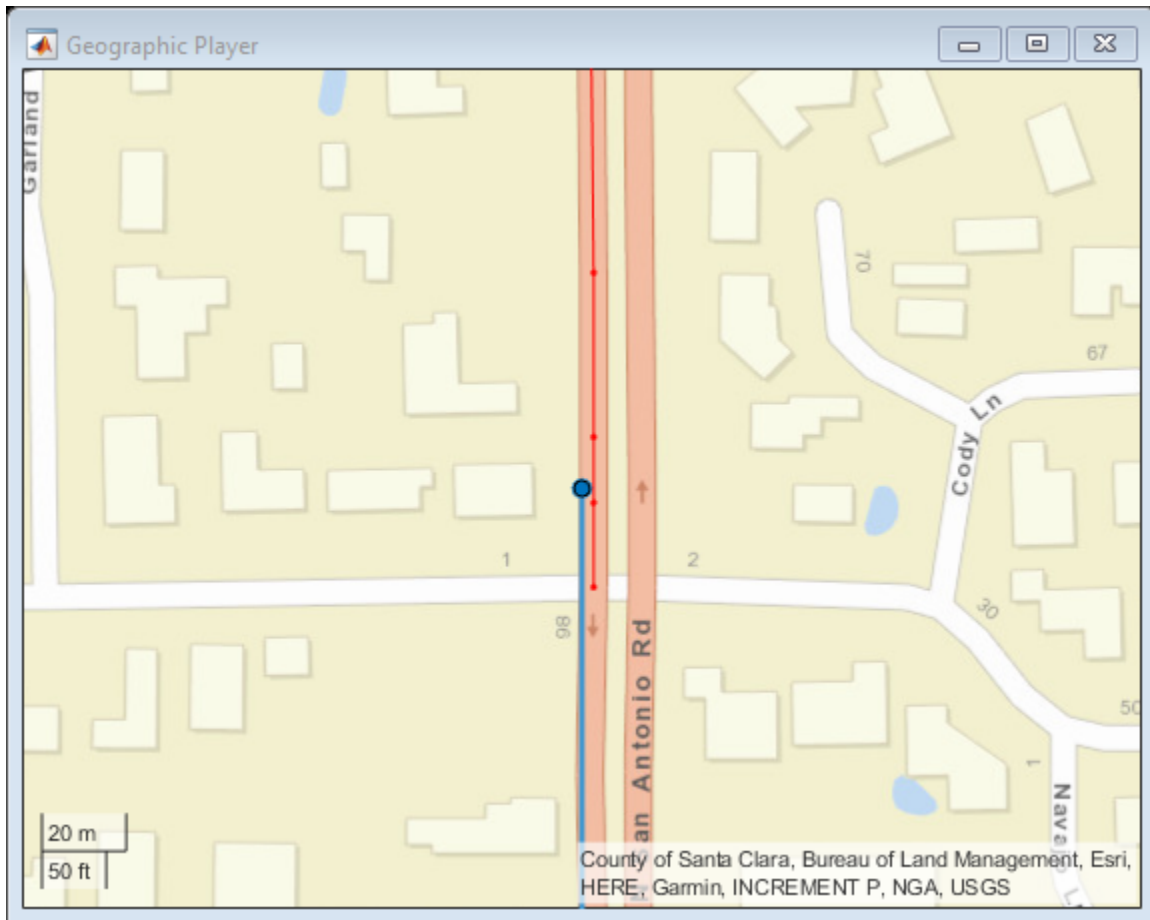 Geographic Player
Garland
70
67
Cody Ln
1
2
98
30
an Antonio Rd
50
1
Navajo L
20 m
50 ft
County of Santa Clara, Bureau of Land Management, Esri,
HERE, Garmin, INCREMENT P, NGA, USGS